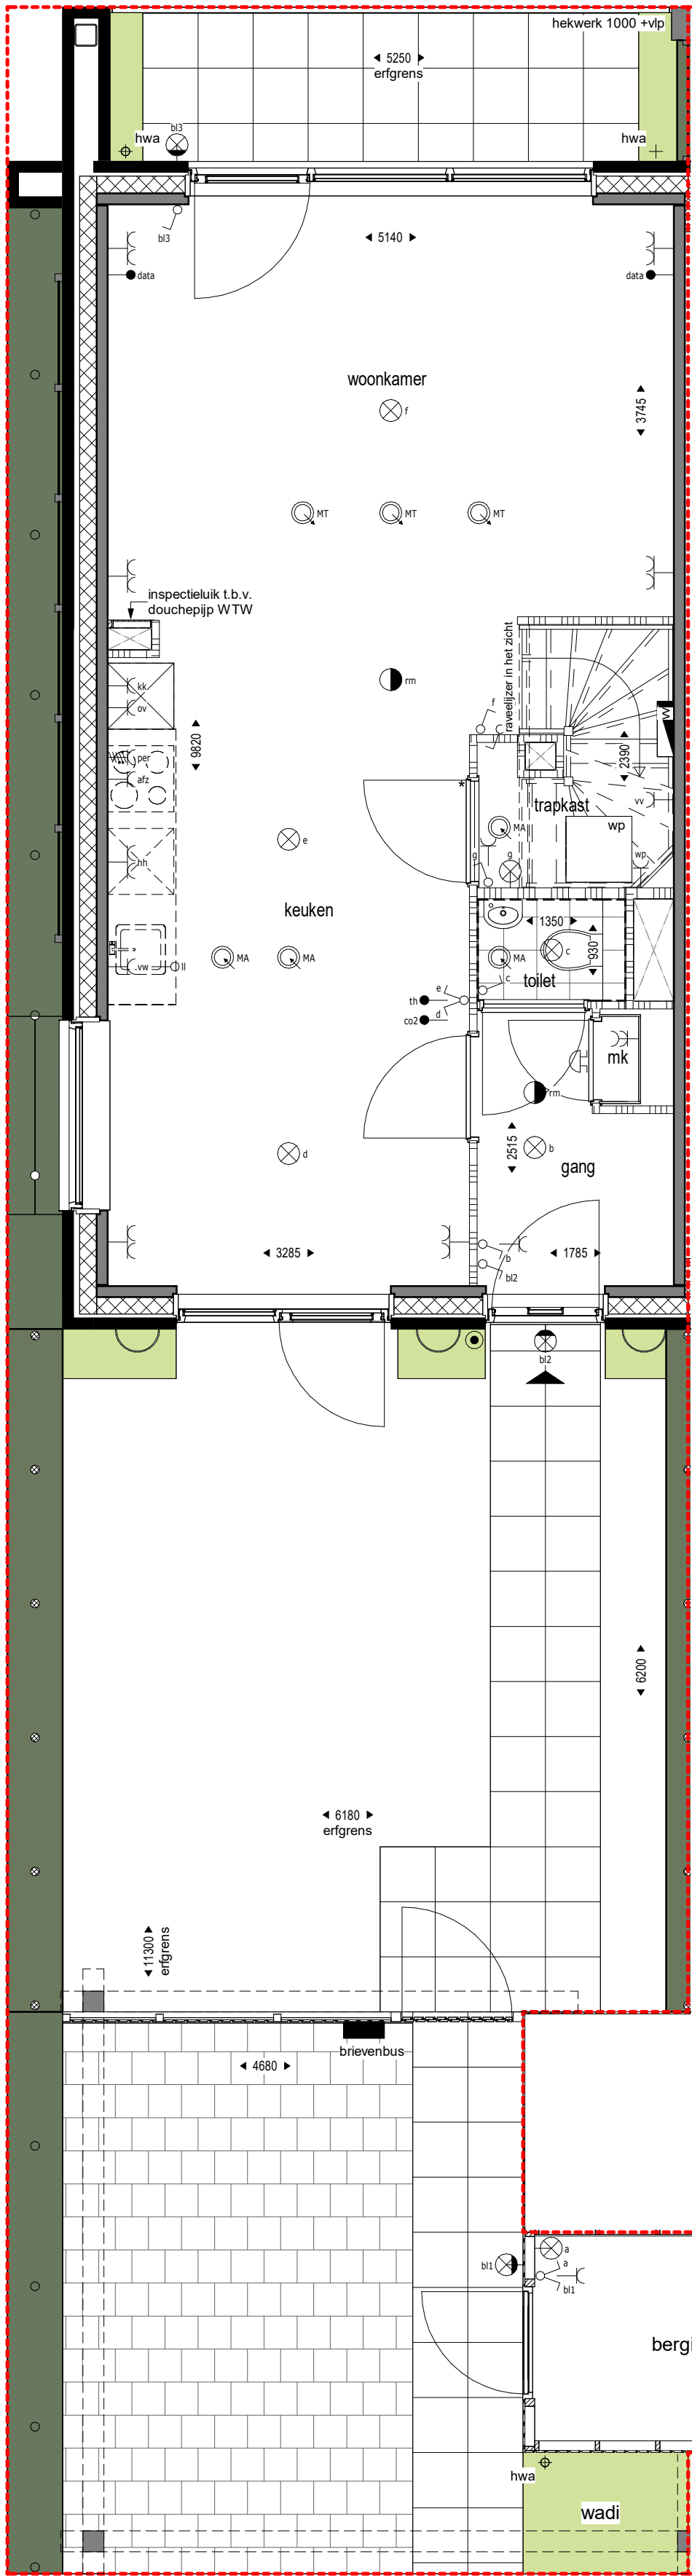 hekwerk 1000 +vlp
5250
erfgrens
bl3
hwa
hwa
bl3
5140
data
data
woonkamer
f
3745
MT
MT
MT
inspectieluik t.b.v.
douchepijp WTW
raveelijzer in het zicht
kk
ov
rm
f
vv
9820
2390
per
afz
*
trapkast
vv
MA
wp
e
g
g
wp
hh
keuken
1350
930
c
vw
ll
MA
MA
MA
toilet
c
e
th
d
co2
mk
rm
2515
b
d
gang
b
3285
bl2
1785
bl2
6200
6180
erfgrens
11300
erfgrens
brievenbus
4680
a
bl1
a
bl1
bergi
hwa
wadi